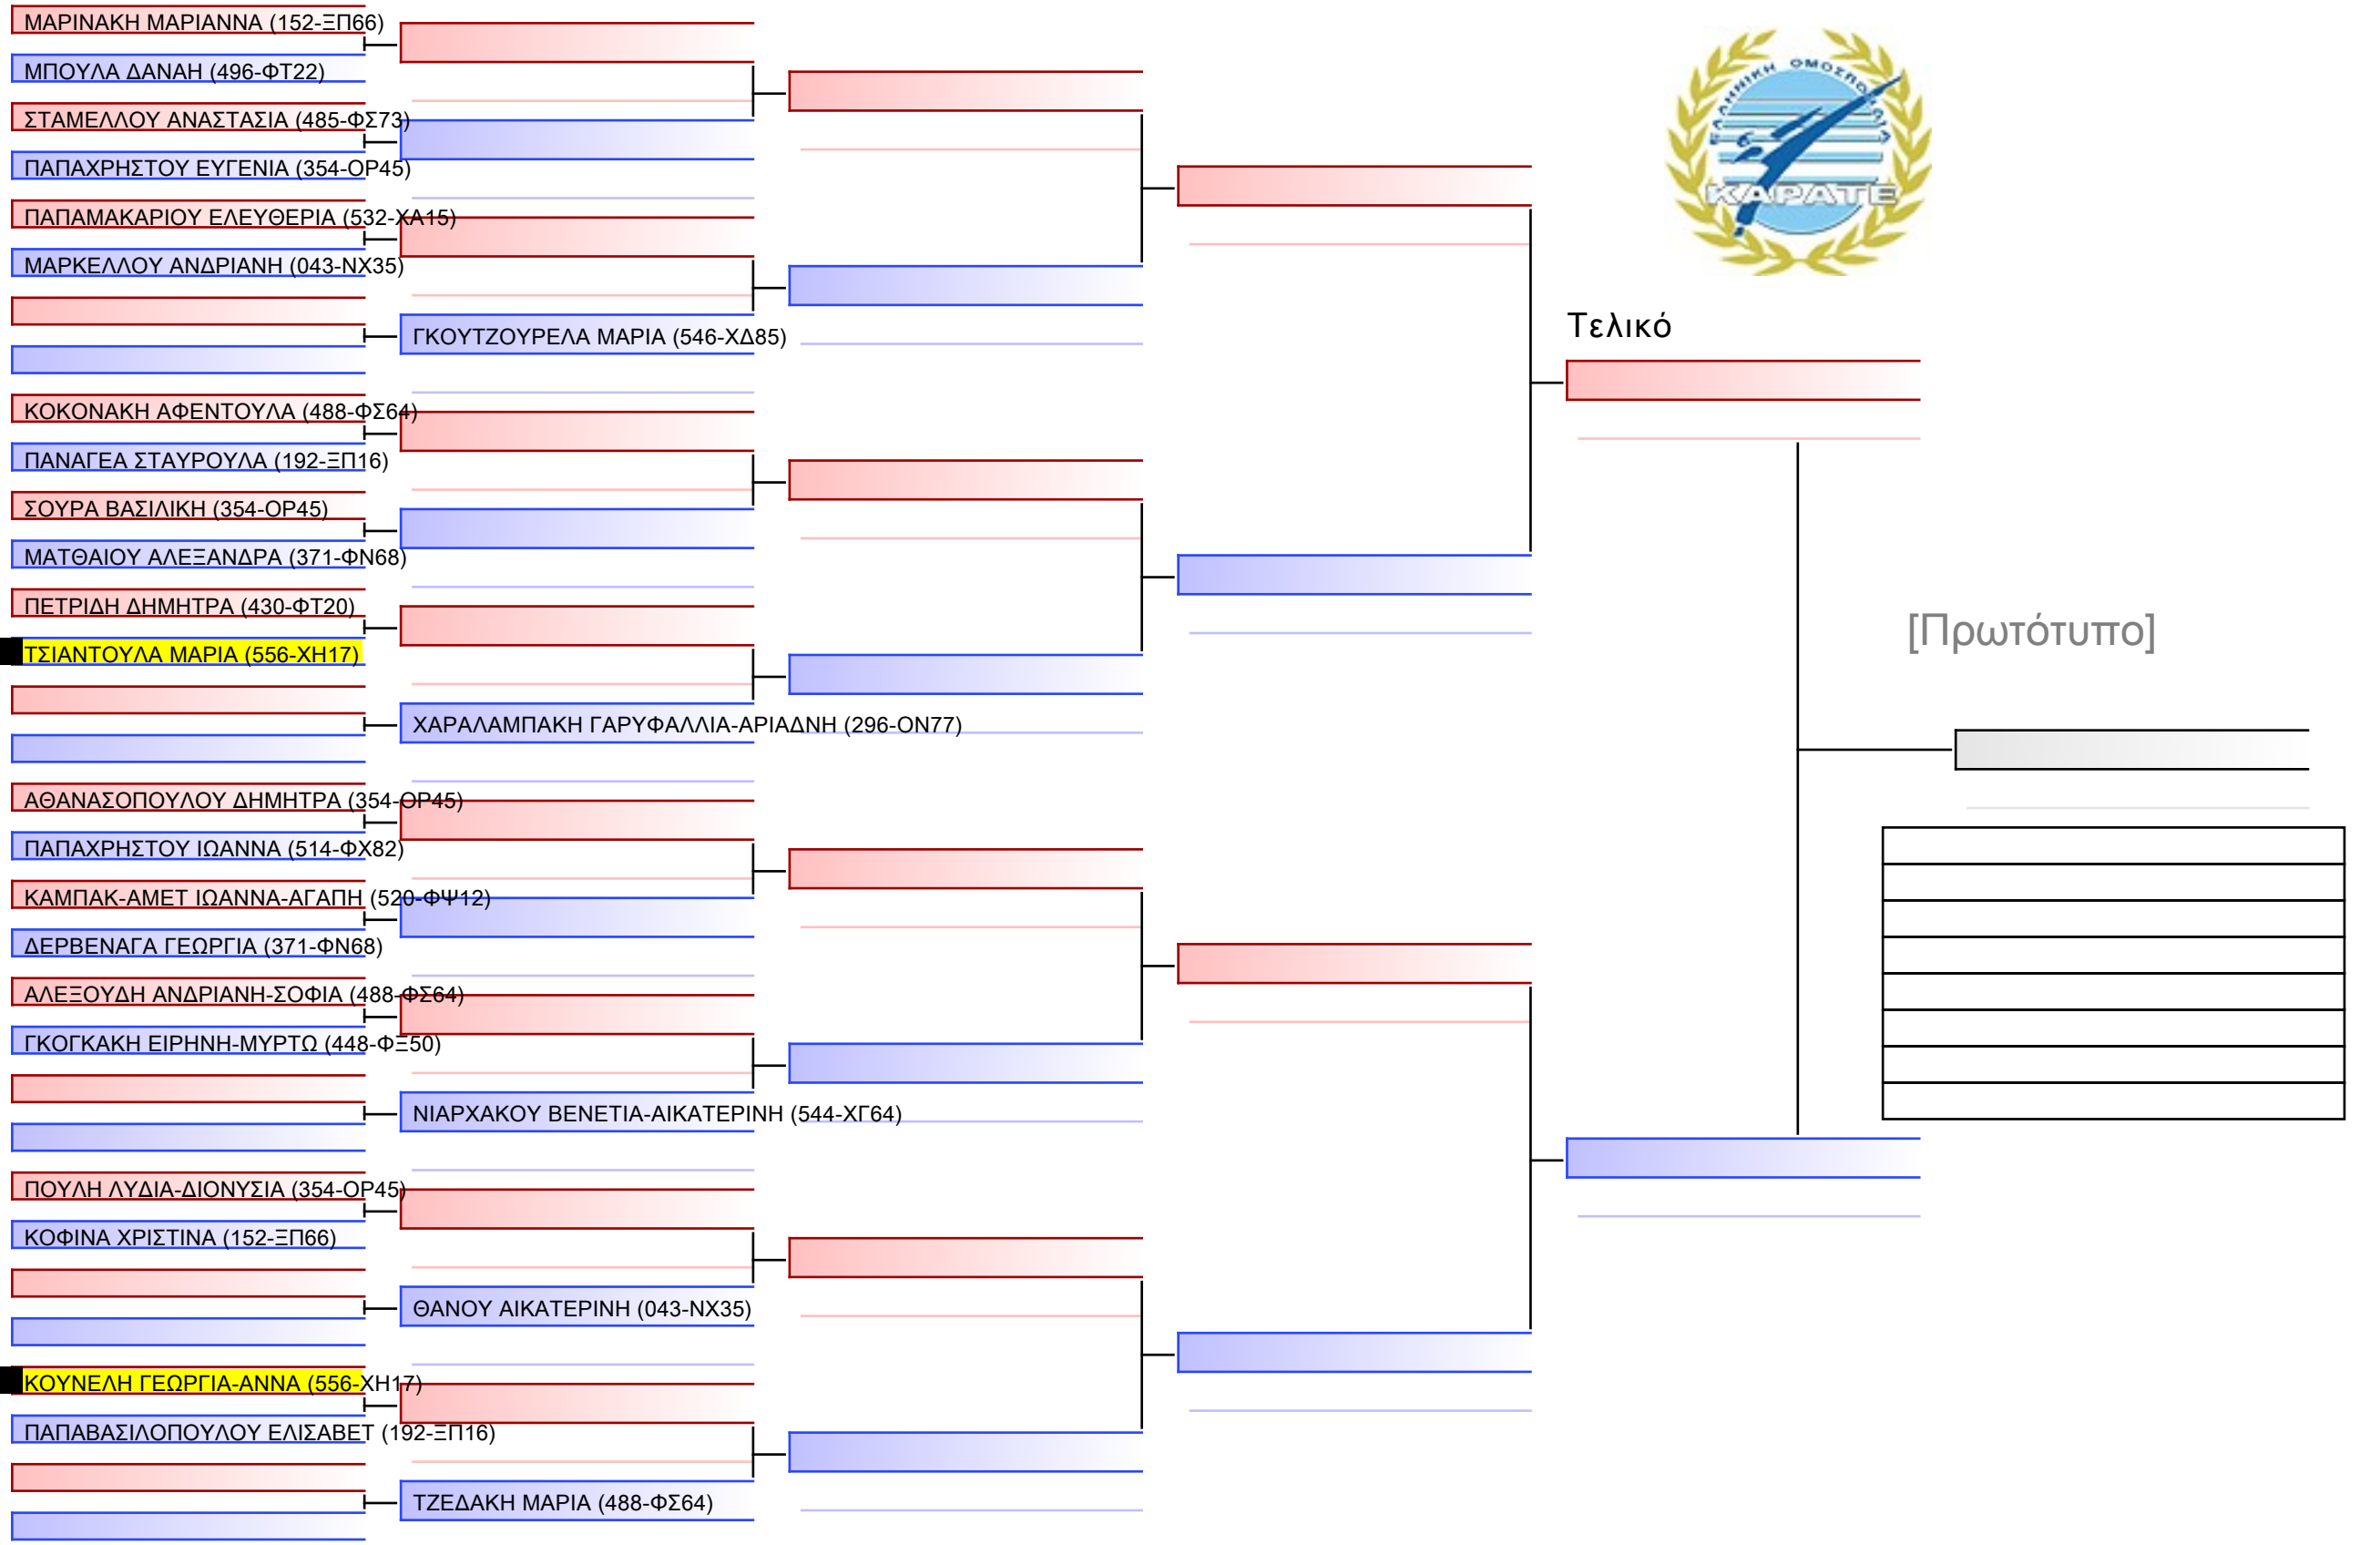 ΜΑΡΙΝΑΚΗ ΜΑΡΙΑΝΝΑ (152-ΞΠ66)
ΜΠΟΥΛΑ ΔΑΝΑΗ (496-ΦΤ22)
ΣΤΑΜΕΛΛΟΥ ΑΝΑΣΤΑΣΙΑ (485-ΦΣ73)
ΠΑΠΑΧΡΗΣΤΟΥ ΕΥΓΕΝΙΑ (354-ΟΡ45)
ΠΑΠΑΜΑΚΑΡΙΟΥ ΕΛΕΥΘΕΡΙΑ (532-ΧΑ15)
ΜΑΡΚΕΛΛΟΥ ΑΝΔΡΙΑΝΗ (043-ΝΧ35)
ΓΚΟΥΤΖΟΥΡΕΛΑ ΜΑΡΙΑ (546-ΧΔ85)
ΚΟΚΟΝΑΚΗ ΑΦΕΝΤΟΥΛΑ (488-ΦΣ64)
ΠΑΝΑΓΕΑ ΣΤΑΥΡΟΥΛΑ (192-ΞΠ16)
ΣΟΥΡΑ ΒΑΣΙΛΙΚΗ (354-ΟΡ45)
ΜΑΤΘΑΙΟΥ ΑΛΕΞΑΝΔΡΑ (371-ΦΝ68)
ΠΕΤΡΙΔΗ ΔΗΜΗΤΡΑ (430-ΦΤ20)
ΤΣΙΑΝΤΟΥΛΑ ΜΑΡΙΑ (556-ΧΗ17)
ΧΑΡΑΛΑΜΠΑΚΗ ΓΑΡΥΦΑΛΛΙΑ-ΑΡΙΑΔΝΗ (296-ΟΝ77)
ΑΘΑΝΑΣΟΠΟΥΛΟΥ ΔΗΜΗΤΡΑ (354-ΟΡ45)
ΠΑΠΑΧΡΗΣΤΟΥ ΙΩΑΝΝΑ (514-ΦΧ82)
ΚΑΜΠΑΚ-ΑΜΕΤ ΙΩΑΝΝΑ-ΑΓΑΠΗ (520-ΦΨ12)
ΔΕΡΒΕΝΑΓΑ ΓΕΩΡΓΙΑ (371-ΦΝ68)
ΑΛΕΞΟΥΔΗ ΑΝΔΡΙΑΝΗ-ΣΟΦΙΑ (488-ΦΣ64)
ΓΚΟΓΚΑΚΗ ΕΙΡΗΝΗ-ΜΥΡΤΩ (448-ΦΞ50)
ΝΙΑΡΧΑΚΟΥ ΒΕΝΕΤΙΑ-ΑΙΚΑΤΕΡΙΝΗ (544-ΧΓ64)
ΠΟΥΛΗ ΛΥΔΙΑ-ΔΙΟΝΥΣΙΑ (354-ΟΡ45)
ΚΟΦΙΝΑ ΧΡΙΣΤΙΝΑ (152-ΞΠ66)
ΘΑΝΟΥ ΑΙΚΑΤΕΡΙΝΗ (043-ΝΧ35)
ΚΟΥΝΕΛΗ ΓΕΩΡΓΙΑ-ΑΝΝΑ (556-ΧΗ17)
ΠΑΠΑΒΑΣΙΛΟΠΟΥΛΟΥ ΕΛΙΣΑΒΕΤ (192-ΞΠ16)
ΤΖΕΔΑΚΗ ΜΑΡΙΑ (488-ΦΣ64)
ΕΛΛΗΝΙΚΗ ΟΜΟΣΠΟΝΔΙΑ
ΚΑΡΑΤΕ
Τελικό
[Πρωτότυπο]